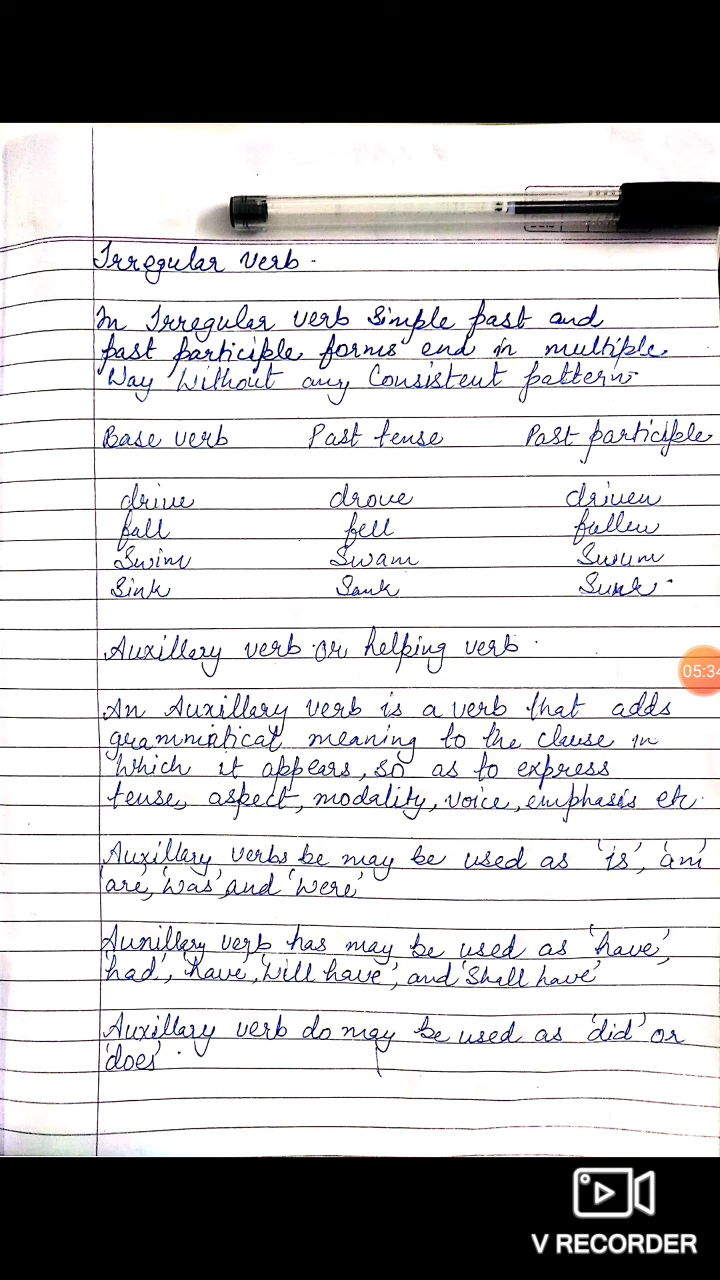 Irregular verb.
In Irregular verb simple past and
past participle forms end in multiple
Way Without any Consistent pattern
Base verb Past tense Past participle
drive drove driven
fall fell fallen
Swim Swam Swum
Sink Sank Sunk.
Auxillary verb or helping verb.
05:34
An Auxillary verb is a verb that adds
grammatical meaning to the clause in
Which it appears, so as to express
tense, aspect, modality, voice, emphasis etc.
Auxillary verbs be may be used as 'is', 'am'
'are', 'was', and 'were'
Auxillary verb has may be used as 'have',
'had', 'have', 'will have', and 'Shall have'
Auxillary verb do may be used as 'did' or
'does'.
V RECORDER